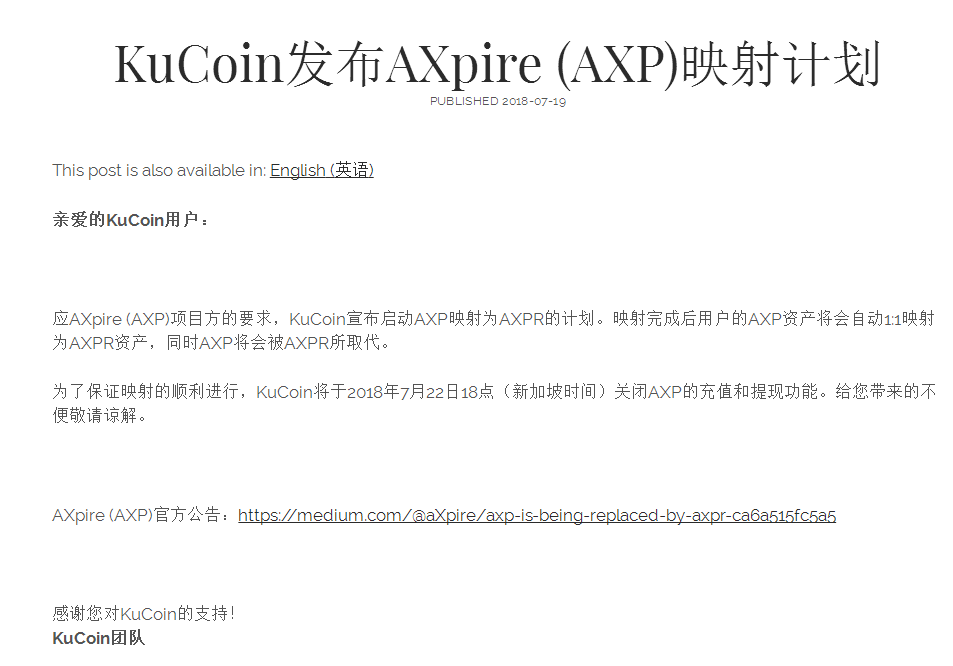 KuCoin发布AXpire (AXP)映射计划
PUBLISHED 2018-07-19
This post is also available in: English (英语)
亲爱的KuCoin用户：
应AXpire (AXP)项目方的要求，KuCoin宣布启动AXP映射为AXPR的计划。映射完成后用户的AXP资产将会自动1:1映射
为AXPR资产，同时AXP将会被AXPR所取代。
为了保证映射的顺利进行，KuCoin将于2018年7月22日18点（新加坡时间）关闭AXP的充值和提现功能。给您带来的不
便敬请谅解。
AXpire (AXP)官方公告：https://medium.com/@aXpire/axp-is-being-replaced-by-axpr-ca6a515fc5a5
感谢您对KuCoin的支持！
KuCoin团队